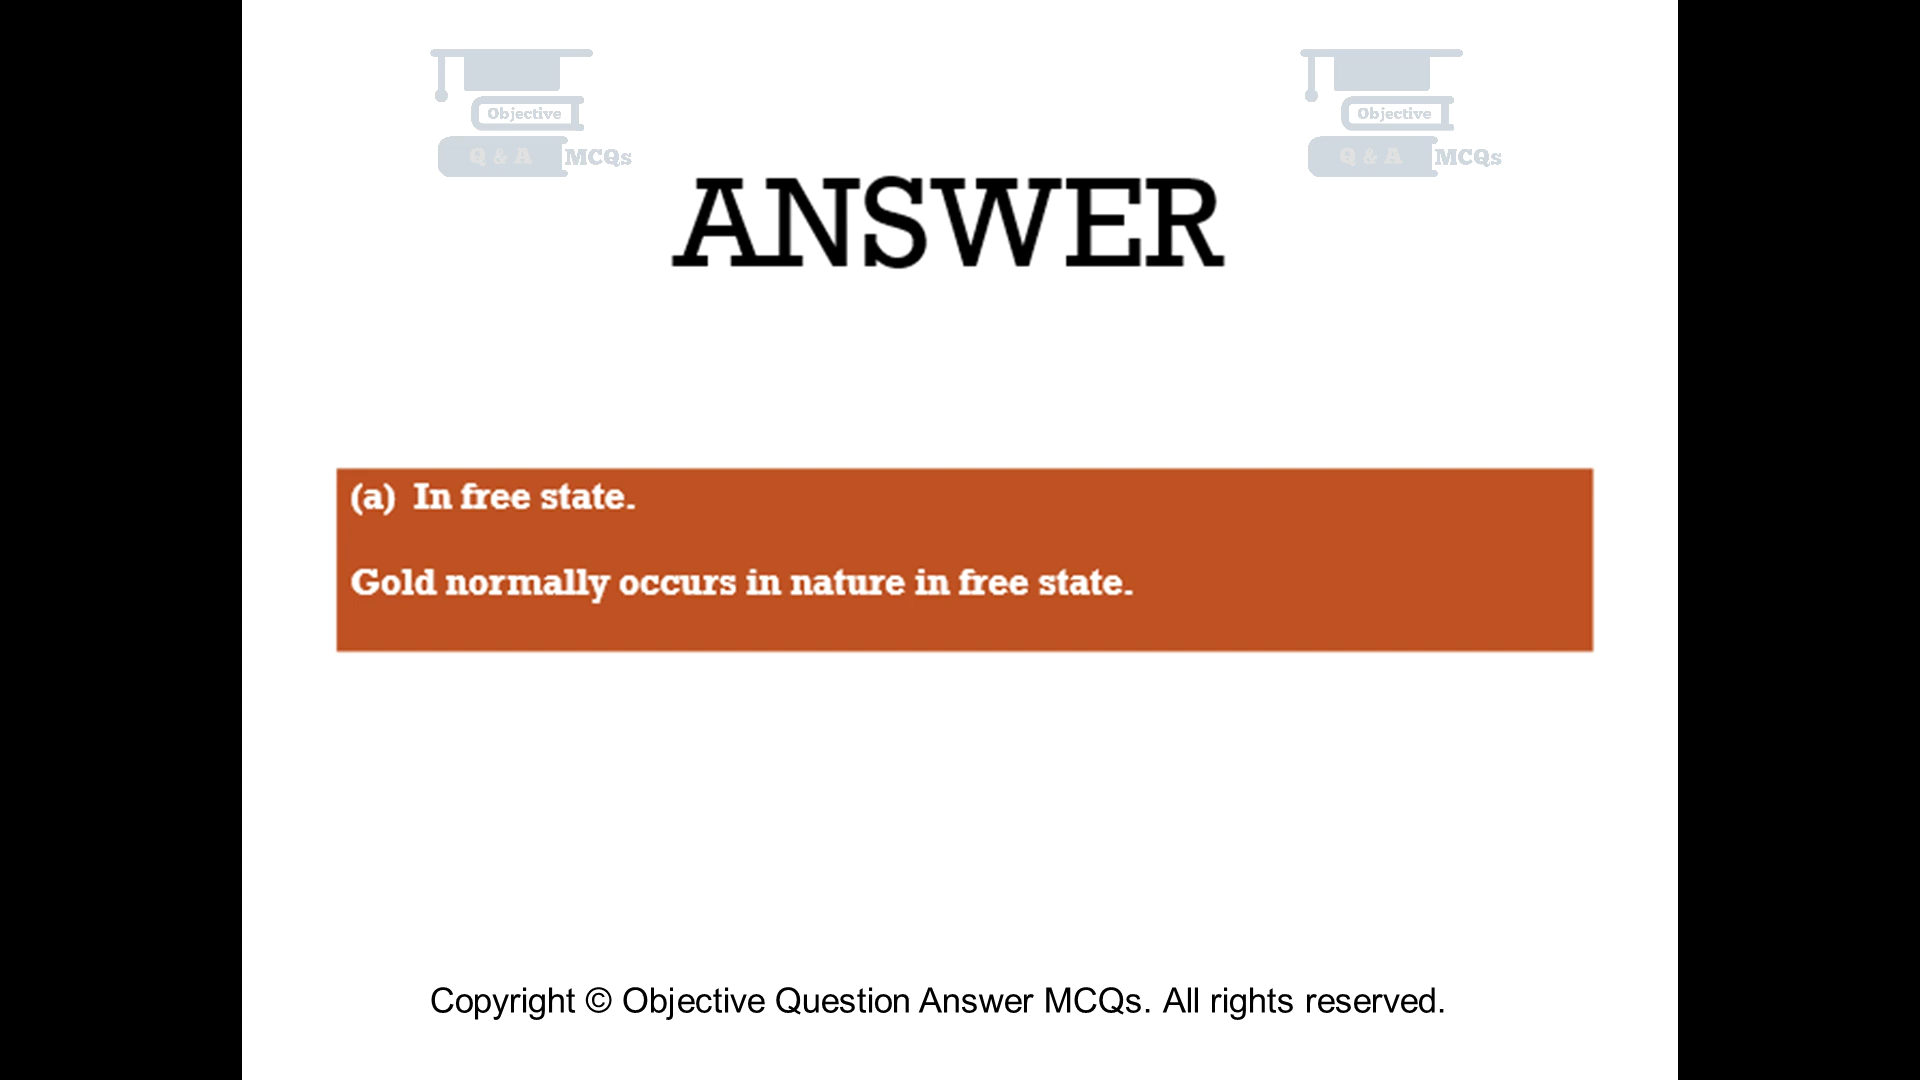 Objective
Q & A MCQs
Objective
Q & A MCQs
ANSWER
(a) In free state.
Gold normally occurs in nature in free state.
Copyright © Objective Question Answer MCQs. All rights reserved.